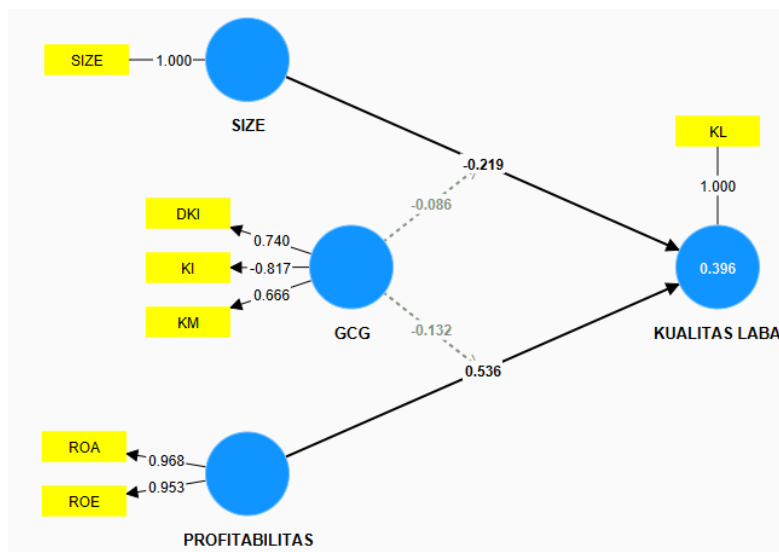 SIZE
1.000
SIZE
-0.219
KL
1.000
-0.086
DKI
0.740
KI
-0.817
KM
0.666
GCG
0.396
KUALITAS LABA
-0.132
0.536
ROA
0.968
ROE
0.953
PROFITABILITAS